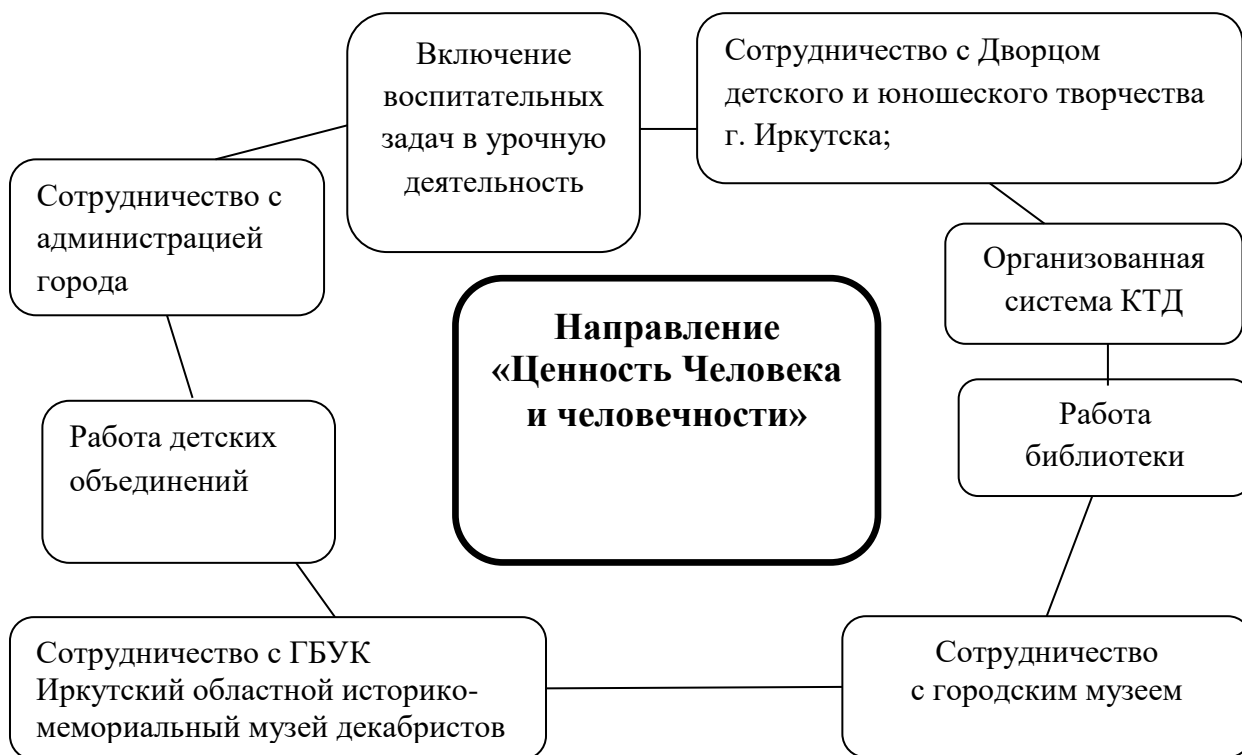 Включение
воспитательных
задач в урочную
деятельность
Сотрудничество с Дворцом
детского и юношеского творчества
г. Иркутска;
Сотрудничество с
администрацией
города
Организованная
система КТД
Направление
«Ценность Человека
и человечности»
Работа детских
объединений
Работа
библиотеки
Сотрудничество с ГБУК
Иркутский областной историко-
мемориальный музей декабристов
Сотрудничество
с городским музеем